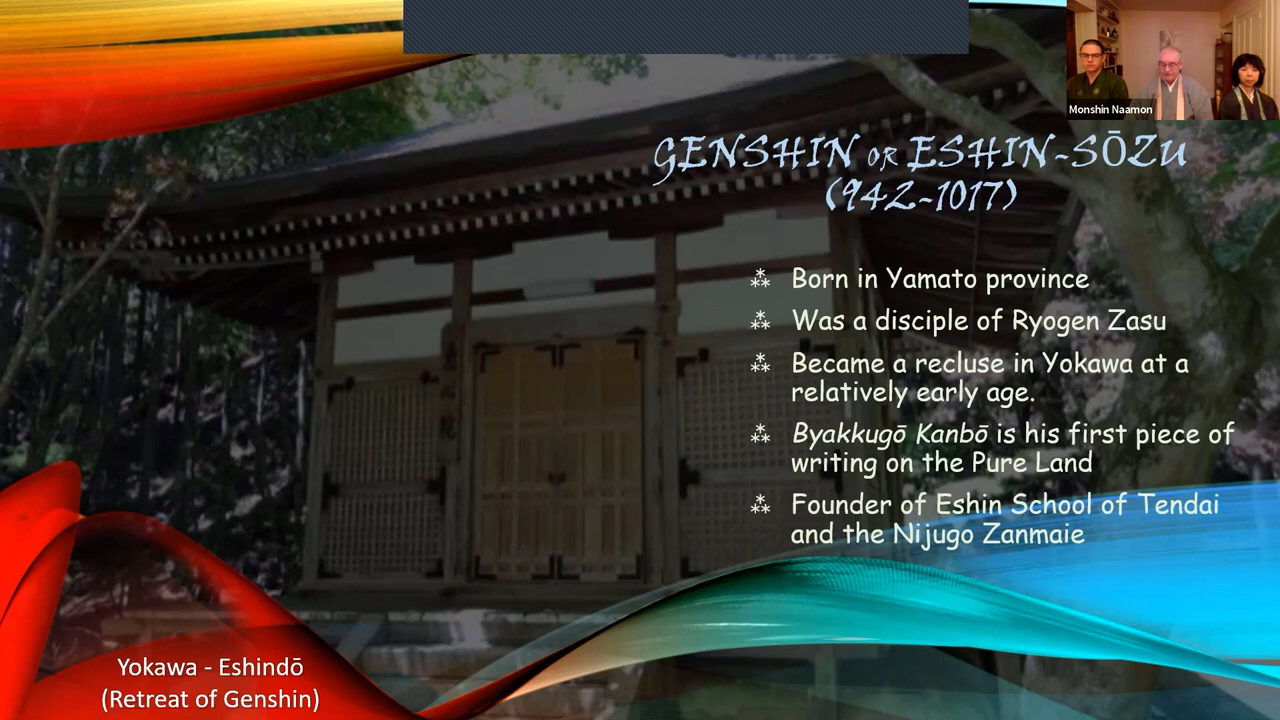 Monshin Naamon
GENSHIN OR ESHIN-SŌZU
(942-1017)
⁂ Born in Yamato province
⁂ Was a disciple of Ryogen Zasu
⁂ Became a recluse in Yokawa at a
relatively early age.
⁂ Byakkugō Kanbō is his first piece of
writing on the Pure Land
⁂ Founder of Eshin School of Tendai
and the Nijugo Zanmaie
Yokawa - Eshindō
(Retreat of Genshin)